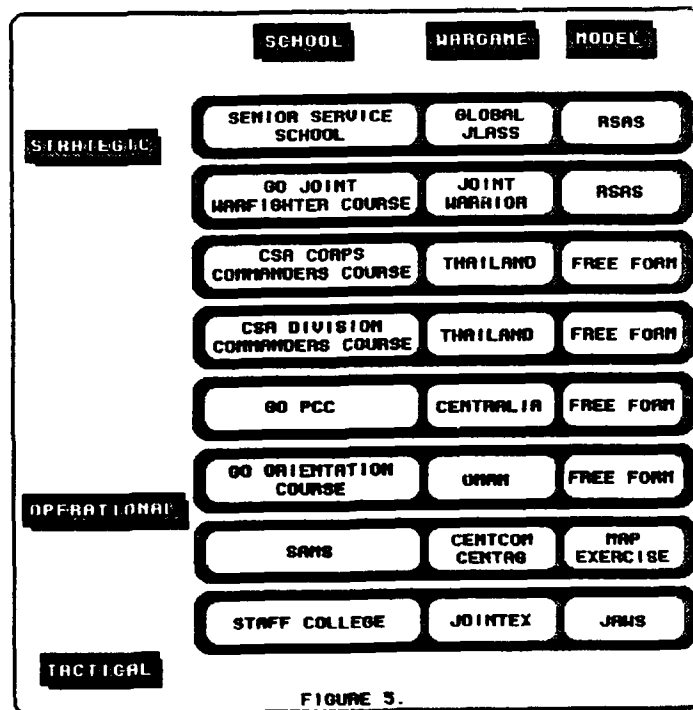 SCHOOL WARGAME MODEL
STRATEGIC
SENIOR SERVICE SCHOOL
GLOBAL JLASS
RSAS
GO JOINT WARFIGHTER COURSE
JOINT WARRIOR
RSAS
CSA CORPS COMMANDERS COURSE
THAILAND
FREE FORM
CSA DIVISION COMMANDERS COURSE
THAILAND
FREE FORM
GO PCC
CENTRALIA
FREE FORM
GO ORIENTATION COURSE
OMAN
FREE FORM
OPERATIONAL
SAMS
CENTCOM CENTAG
MAP EXERCISE
STAFF COLLEGE
JOINTEX
JAWS
TACTICAL
FIGURE 5.